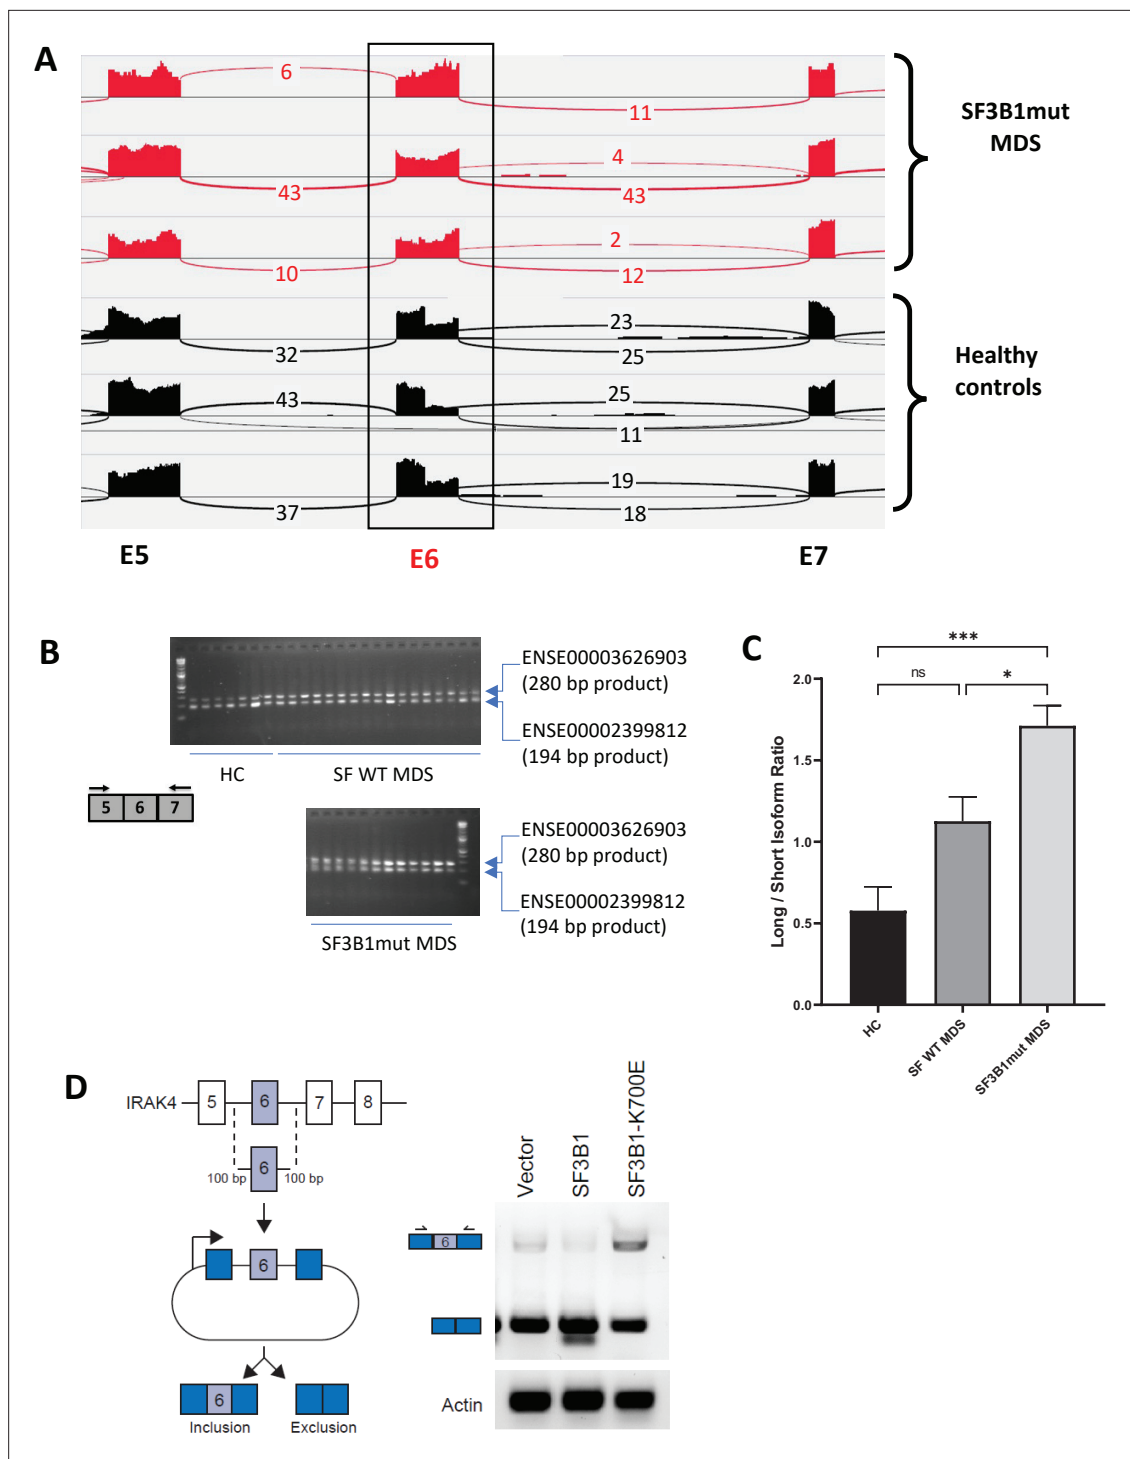 A
6
11
4
43
43
2
10
12
23
32
25
43
25
11
19
37
18
SF3B1mut
MDS
Healthy
controls
E5
E6
E7
B
ENSE00003626903
(280 bp product)
ENSE00002399812
(194 bp product)
HC
SF WT MDS
5 6 7
ENSE00003626903
(280 bp product)
ENSE00002399812
(194 bp product)
SF3B1mut MDS
C
***
ns
*
2.0
1.5
1.0
0.5
0.0
Long / Short Isoform Ratio
HC
SF WT MDS
SF3B1mut MDS
D
IRAK4
5 6 7 8
100 bp 6 100 bp
6
6
Inclusion
Exclusion
Vector
SF3B1
SF3B1-K700E
6
Actin